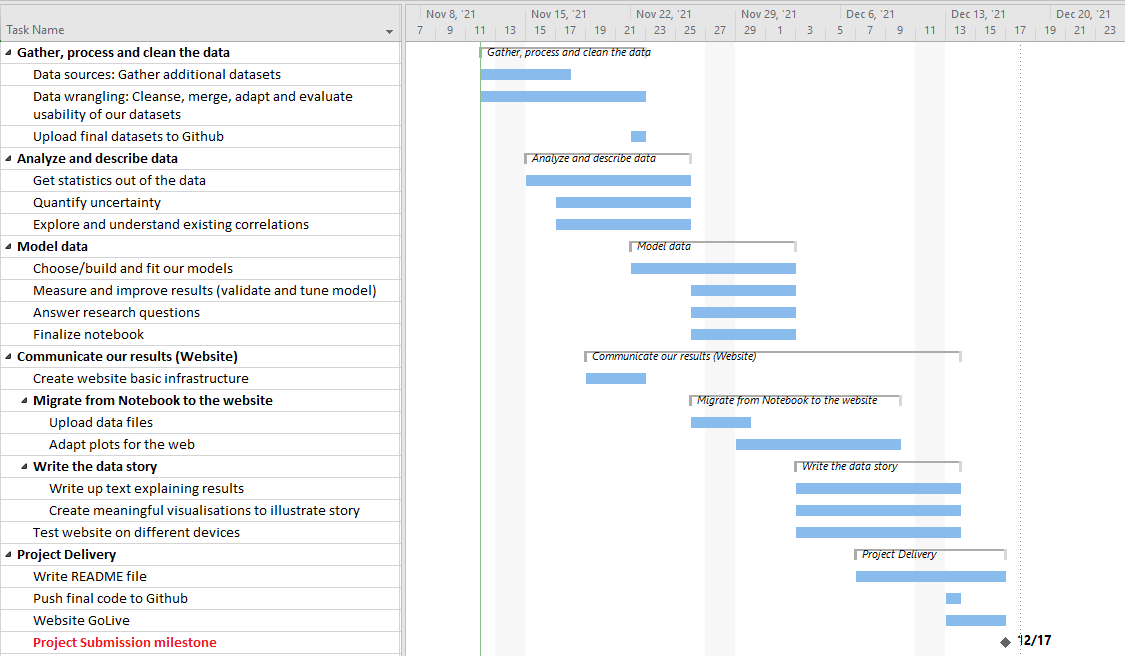 Nov 8, '21 Nov 15, '21 Nov 22, '21 Nov 29, '21 Dec 6, '21 Dec 13, '21 Dec 20, '21
Task Name 7 9 11 13 15 17 19 21 23 25 27 29 1 3 5 7 9 11 13 15 17 19 21 23
Gather, process and clean the data Gather, process and clean the data
Data sources: Gather additional datasets
Data wrangling: Cleanse, merge, adapt and evaluate
usability of our datasets
Upload final datasets to Github
Analyze and describe data Analyze and describe data
Get statistics out of the data
Quantify uncertainty
Explore and understand existing correlations
Model data Model data
Choose/build and fit our models
Measure and improve results (validate and tune model)
Answer research questions
Finalize notebook
Communicate our results (Website) Communicate our results (Website)
Create website basic infrastructure
Migrate from Notebook to the website Migrate from Notebook to the website
Upload data files
Adapt plots for the web
Write the data story Write the data story
Write up text explaining results
Create meaningful visualisations to illustrate story
Test website on different devices
Project Delivery Project Delivery
Write README file
Push final code to Github
Website GoLive
Project Submission milestone 12/17